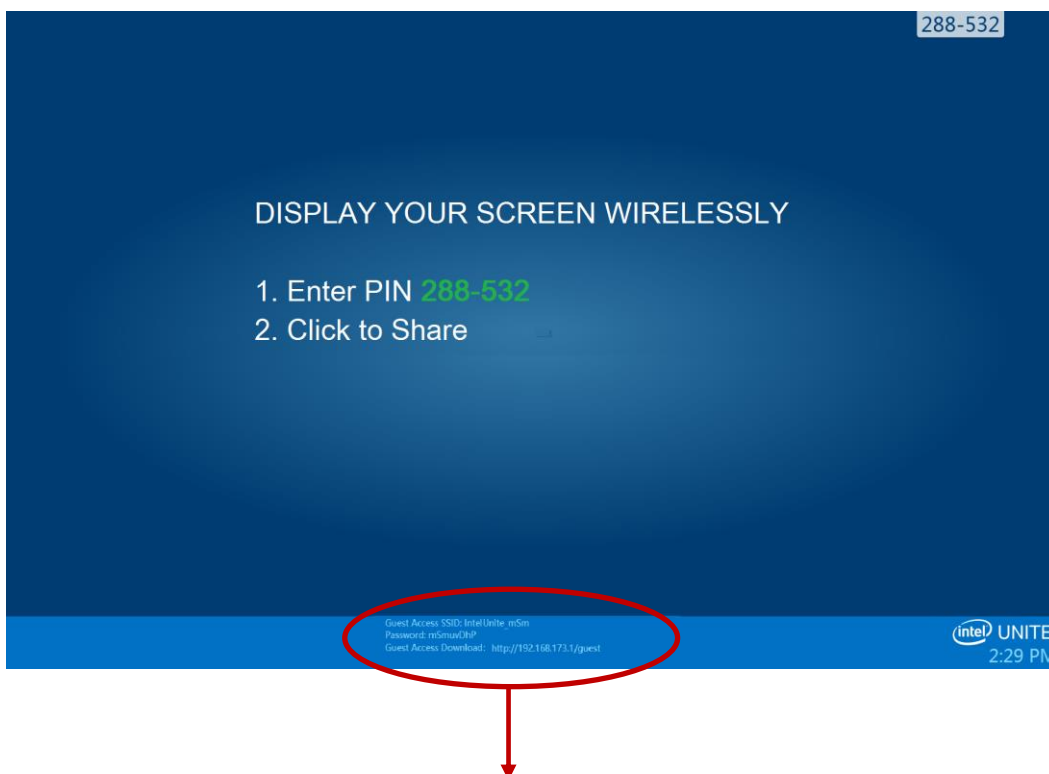 288-532
DISPLAY YOUR SCREEN WIRELESSLY
1. Enter PIN 288-532
2. Click to Share
Guest Access SSID: IntelUnite_mSm
Password: mSmuvDhP
Guest Access Download: http://192.168.173.1/guest
intel UNITE
2:29 PM